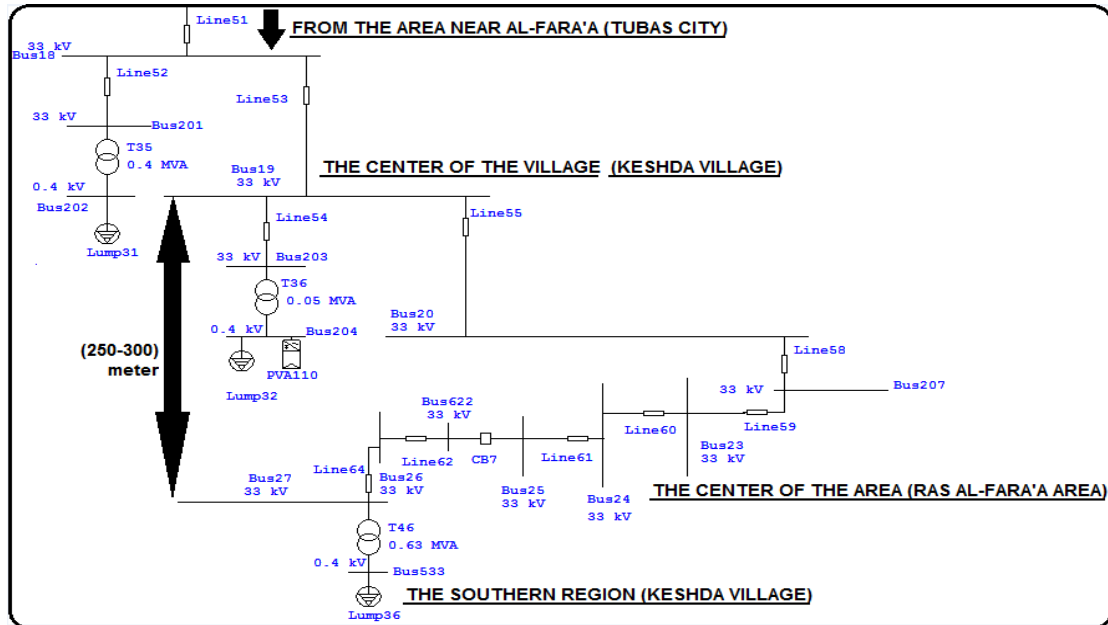 Line51
FROM THE AREA NEAR AL-FARA'A (TUBAS CITY)
33 kV
Bus18
Line52
Line53
33 kV
Bus201
T35
0.4 MVA
THE CENTER OF THE VILLAGE (KESHDA VILLAGE)
Bus19
33 kV
0.4 kV
Bus202
Line54
Line55
Lump31
33 kV
Bus203
T36
0.05 MVA
Bus20
33 kV
0.4 kV
Bus204
(250-300)
meter
Line58
PVA110
Lump32
33 kV
Bus207
Bus622
33 kV
Line60
Line59
Line62
CB7
Line61
Bus23
33 kV
Line64
Bus27
33 kV
Bus26
33 kV
Bus25
33 kV
Bus24
33 kV
THE CENTER OF THE AREA (RAS AL-FARA'A AREA)
T46
0.63 MVA
0.4 kV
Bus533
THE SOUTHERN REGION (KESHDA VILLAGE)
Lump36